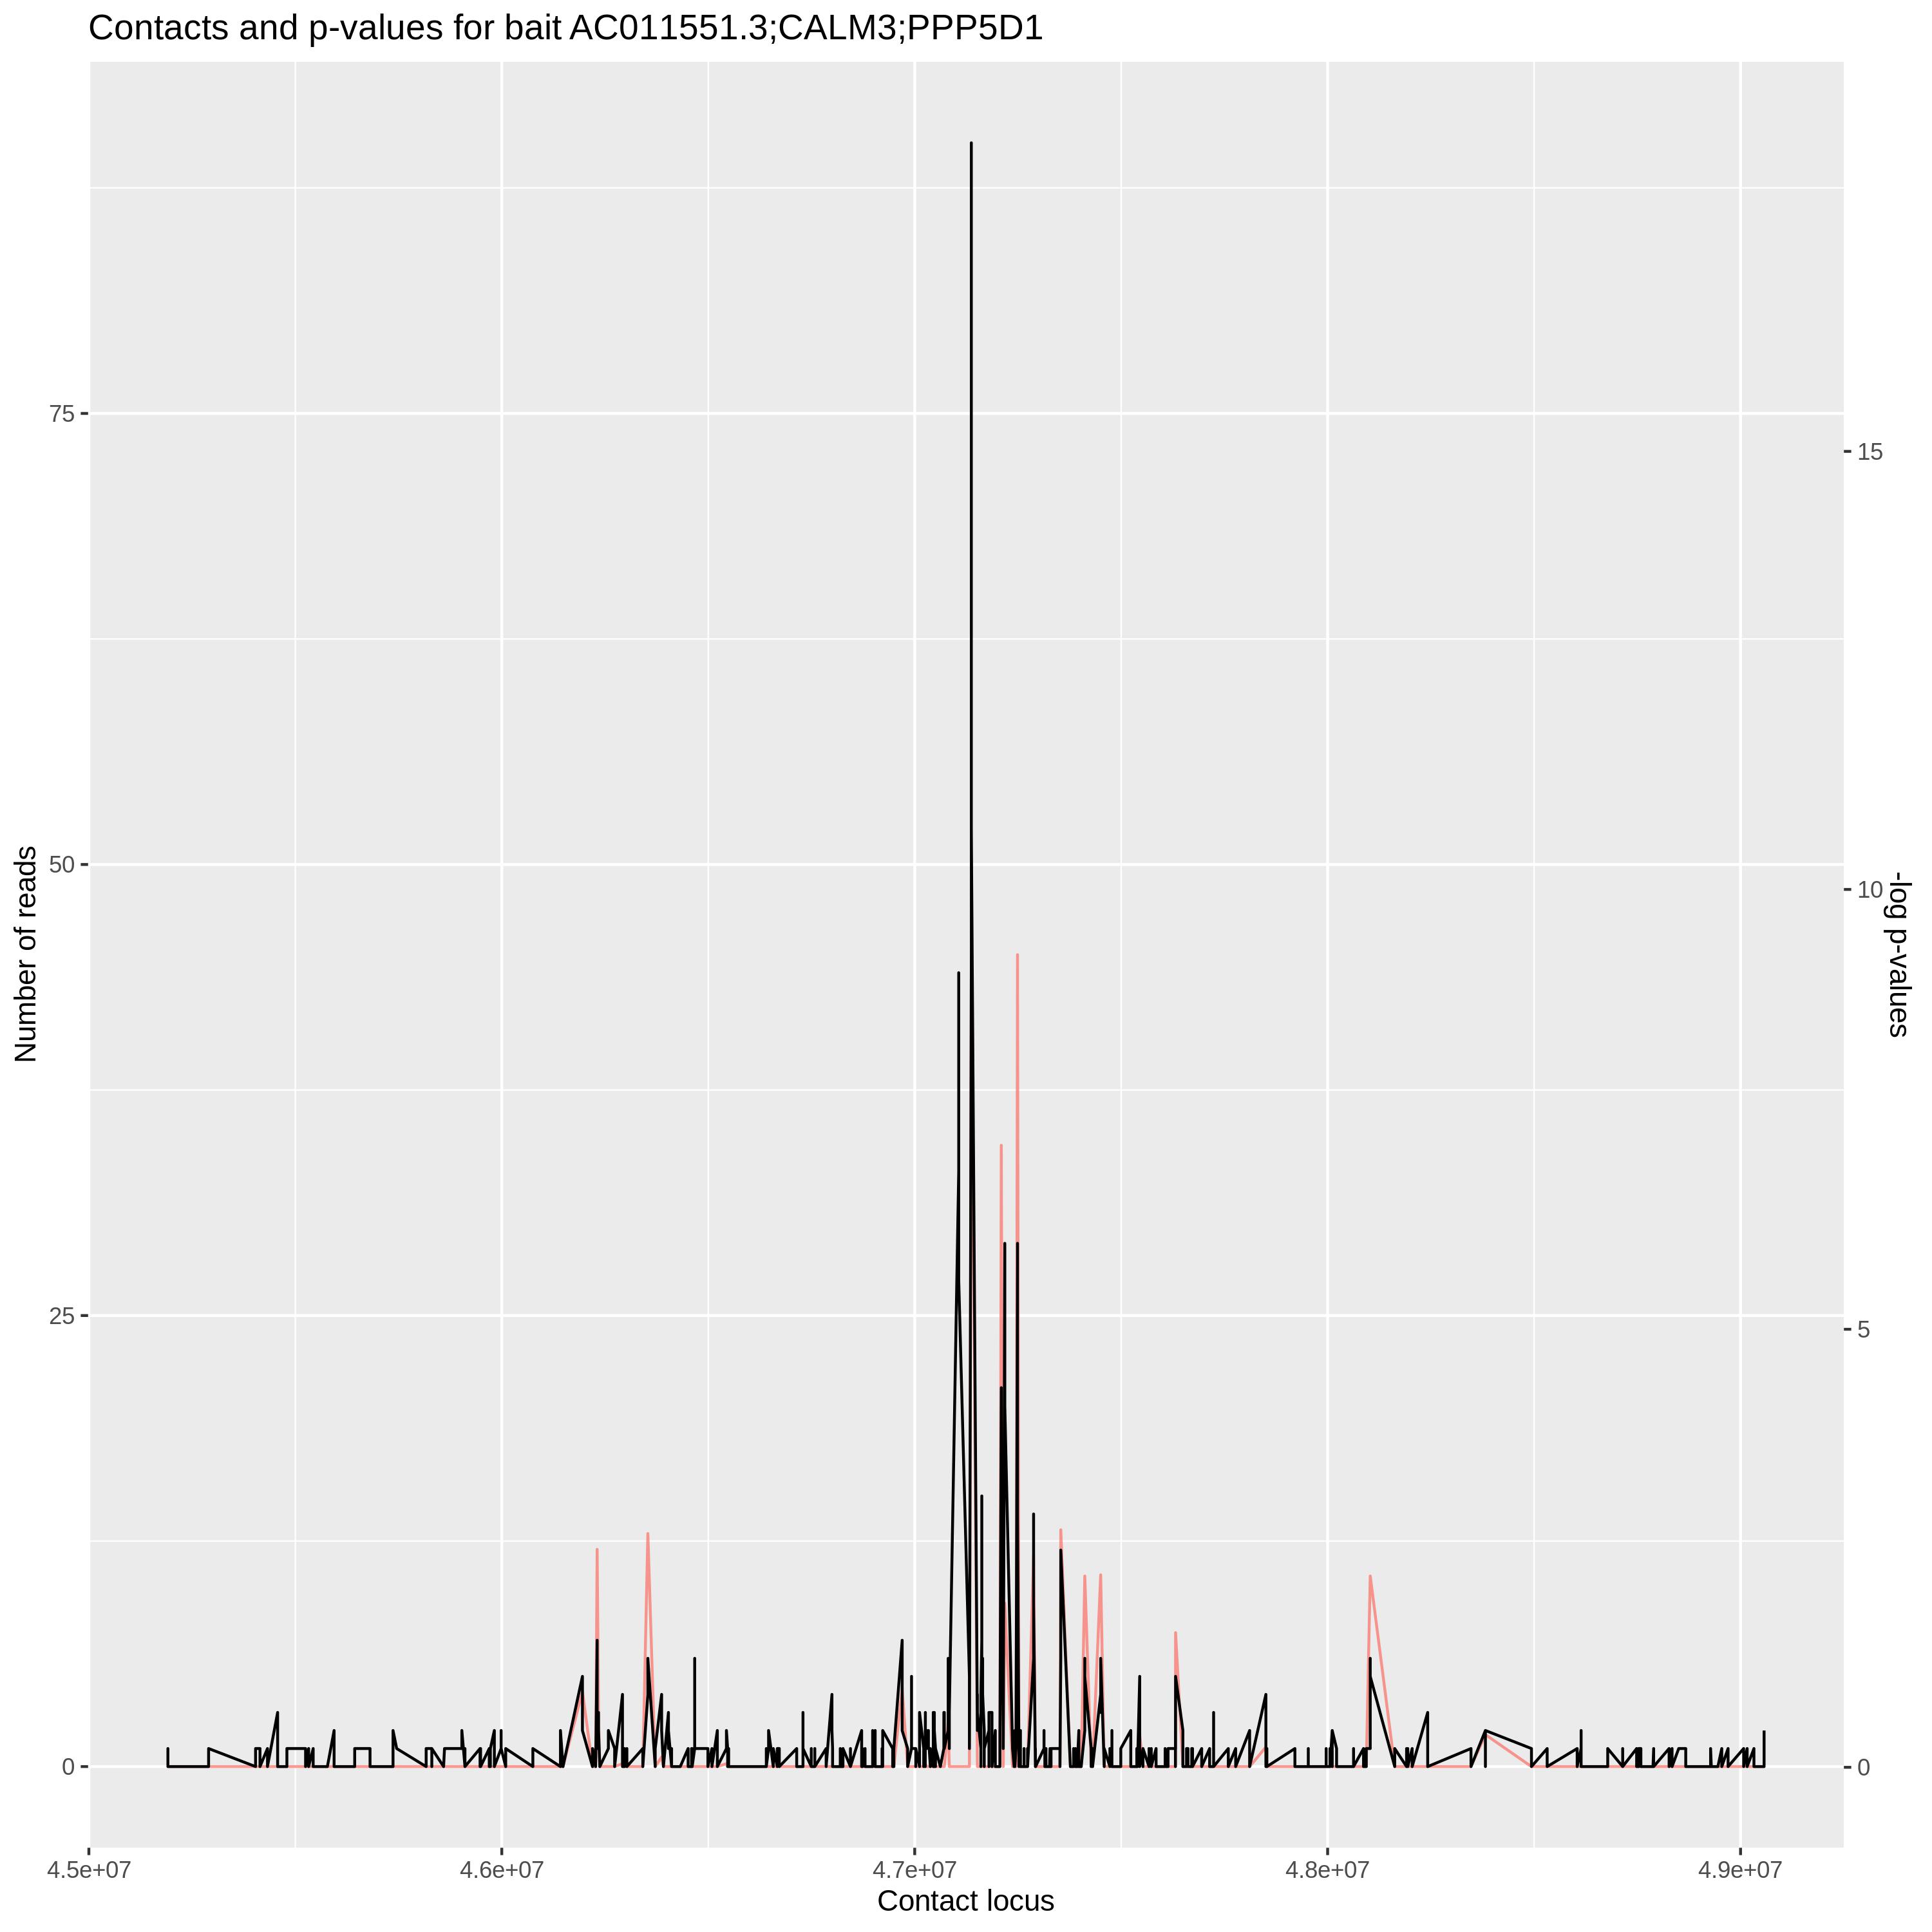 Contacts and p-values for bait AC011551.3;CALM3;PPP5D1
75
50
25
0
Number of reads
15
10
5
0
-log p-values
4.5e+07
4.6e+07
4.7e+07
4.8e+07
4.9e+07
Contact locus